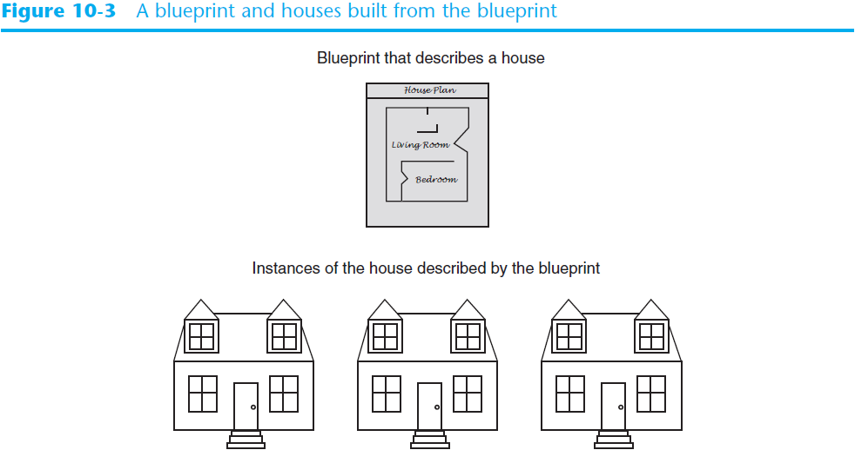 Figure 10-3 A blueprint and houses built from the blueprint
Blueprint that describes a house
House Plan
Living Room
Bedroom
Instances of the house described by the blueprint